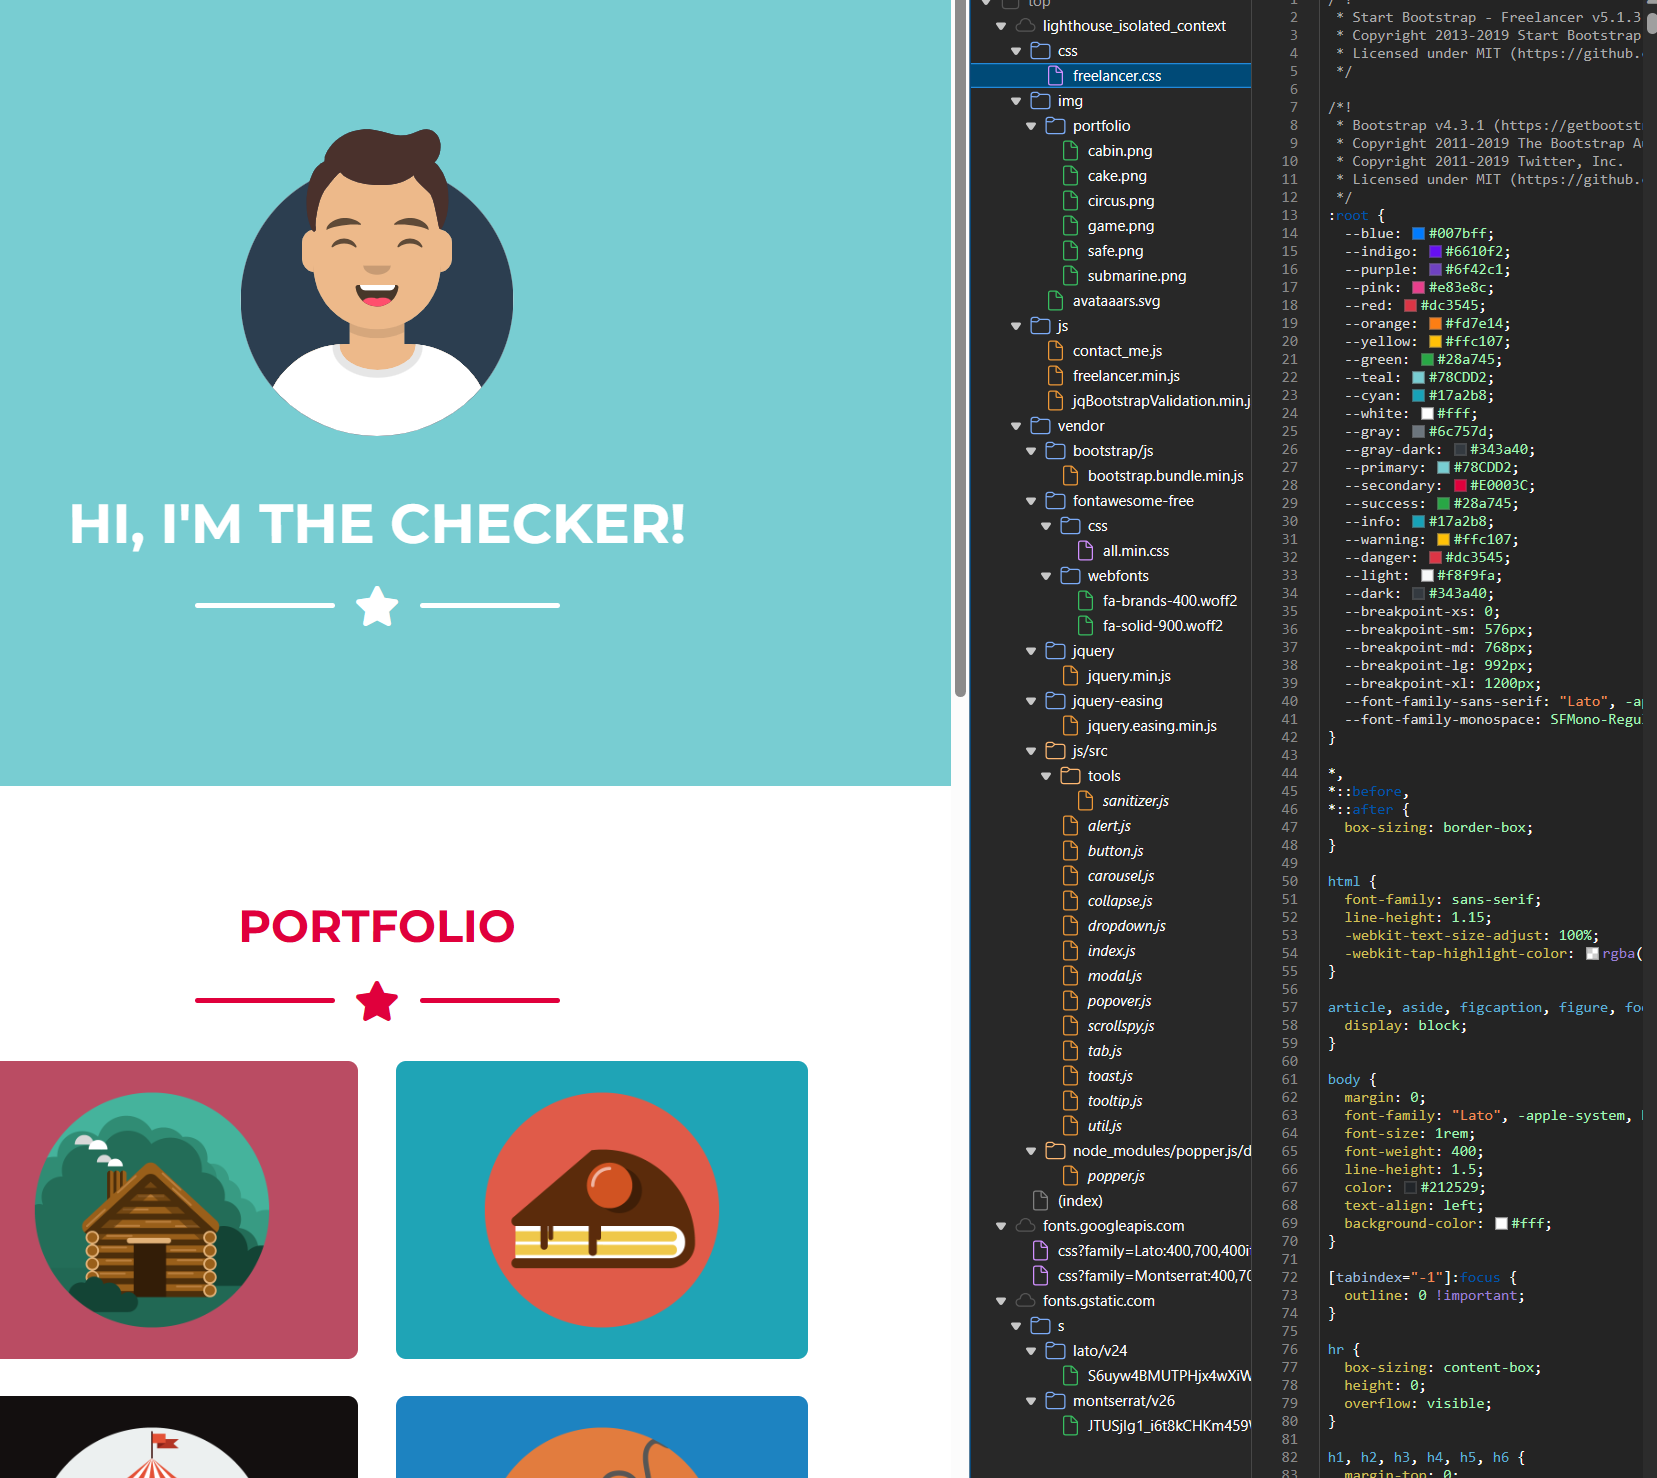 HI, I'M THE CHECKER!
PORTFOLIO
top
lighthouse_isolated_context
css
freelancer.css
img
portfolio
cabin.png
cake.png
circus.png
game.png
safe.png
submarine.png
avataaars.svg
js
contact_me.js
freelancer.min.js
jqBootstrapValidation.min.j
vendor
bootstrap/js
bootstrap.bundle.min.js
fontawesome-free
css
all.min.css
webfonts
fa-brands-400.woff2
fa-solid-900.woff2
jquery
jquery.min.js
jquery-easing
jquery.easing.min.js
js/src
tools
sanitizer.js
alert.js
button.js
carousel.js
collapse.js
dropdown.js
index.js
modal.js
popover.js
scrollspy.js
tab.js
toast.js
tooltip.js
util.js
node_modules/popper.js/d
popper.js
(index)
fonts.googleapis.com
css?family=Lato:400,700,400i
css?family=Montserrat:400,70
fonts.gstatic.com
s
lato/v24
S6uyw4BMUTPHjx4wXiW
montserrat/v26
JTUSjIg1_i6t8kCHKm459
1 /*!
2 * Start Bootstrap - Freelancer v5.1.3
3 * Copyright 2013-2019 Start Bootstrap
4 * Licensed under MIT (https://github.
5 */
6
7 /*!
8 * Bootstrap v4.3.1 (https://getbootst
9 * Copyright 2011-2019 The Bootstrap A
10 * Copyright 2011-2019 Twitter, Inc.
11 * Licensed under MIT (https://github.
12 */
13 :root {
14 --blue: #007bff;
15 --indigo: #6610f2;
16 --purple: #6f42c1;
17 --pink: #e83e8c;
18 --red: #dc3545;
19 --orange: #fd7e14;
20 --yellow: #ffc107;
21 --green: #28a745;
22 --teal: #78CDD2;
23 --cyan: #17a2b8;
24 --white: #fff;
25 --gray: #6c757d;
26 --gray-dark: #343a40;
27 --primary: #78CDD2;
28 --secondary: #E0003C;
29 --success: #28a745;
30 --info: #17a2b8;
31 --warning: #ffc107;
32 --danger: #dc3545;
33 --light: #f8f9fa;
34 --dark: #343a40;
35 --breakpoint-xs: 0;
36 --breakpoint-sm: 576px;
37 --breakpoint-md: 768px;
38 --breakpoint-lg: 992px;
39 --breakpoint-xl: 1200px;
40 --font-family-sans-serif: "Lato", -a
41 --font-family-monospace: SFMono-Regu
42 }
43
44 *,
45 *::before,
46 *::after {
47 box-sizing: border-box;
48 }
49
50 html {
51 font-family: sans-serif;
52 line-height: 1.15;
53 -webkit-text-size-adjust: 100%;
54 -webkit-tap-highlight-color: rgba(
55 }
56
57 article, aside, figcaption, figure, fo
58 display: block;
59 }
60
61 body {
62 margin: 0;
63 font-family: "Lato", -apple-system,
64 font-size: 1rem;
65 font-weight: 400;
66 line-height: 1.5;
67 color: #212529;
68 text-align: left;
69 background-color: #fff;
70 }
71
72 [tabindex="-1"]:focus {
73 outline: 0 !important;
74 }
75
76 hr {
77 box-sizing: content-box;
78 height: 0;
79 overflow: visible;
80 }
81
82 h1, h2, h3, h4, h5, h6 {
83 margin-top: 0;